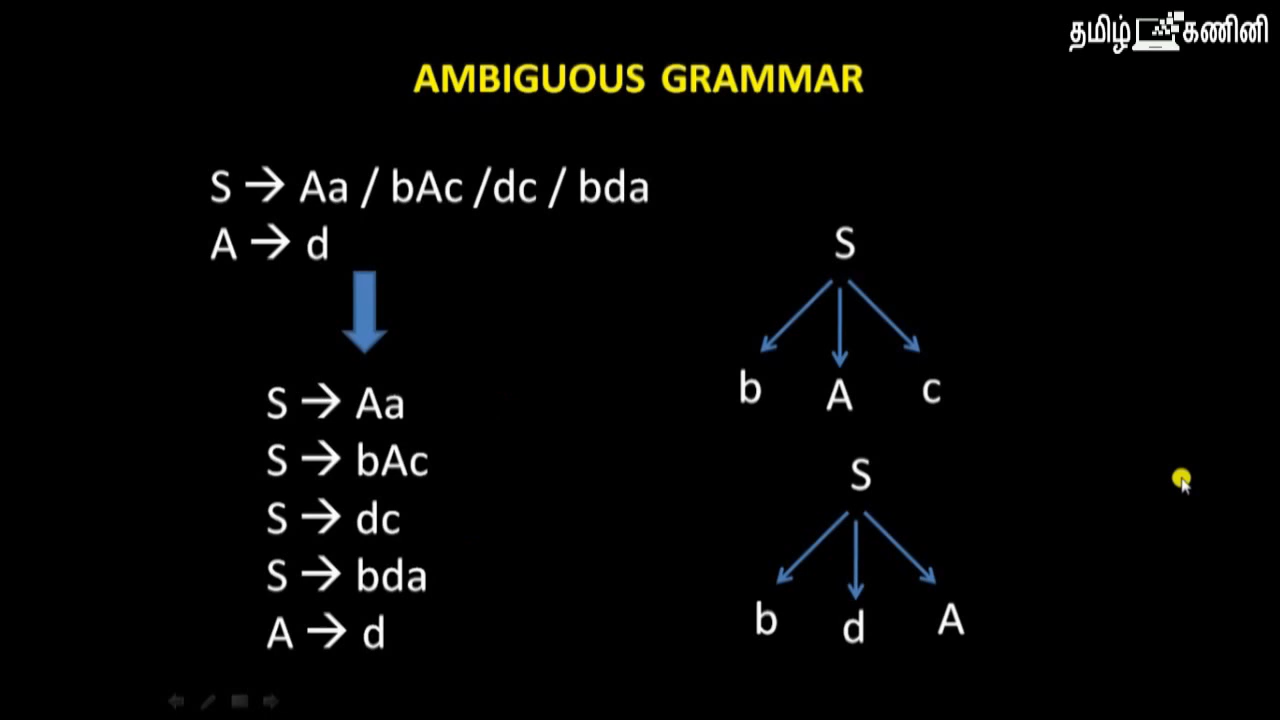 தமிழ் கணினி
AMBIGUOUS GRAMMAR
S → Aa / bAc /dc / bda
A → d
S → Aa
S → bAc
S → dc
S → bda
A → d
S
b A c
S
b d A